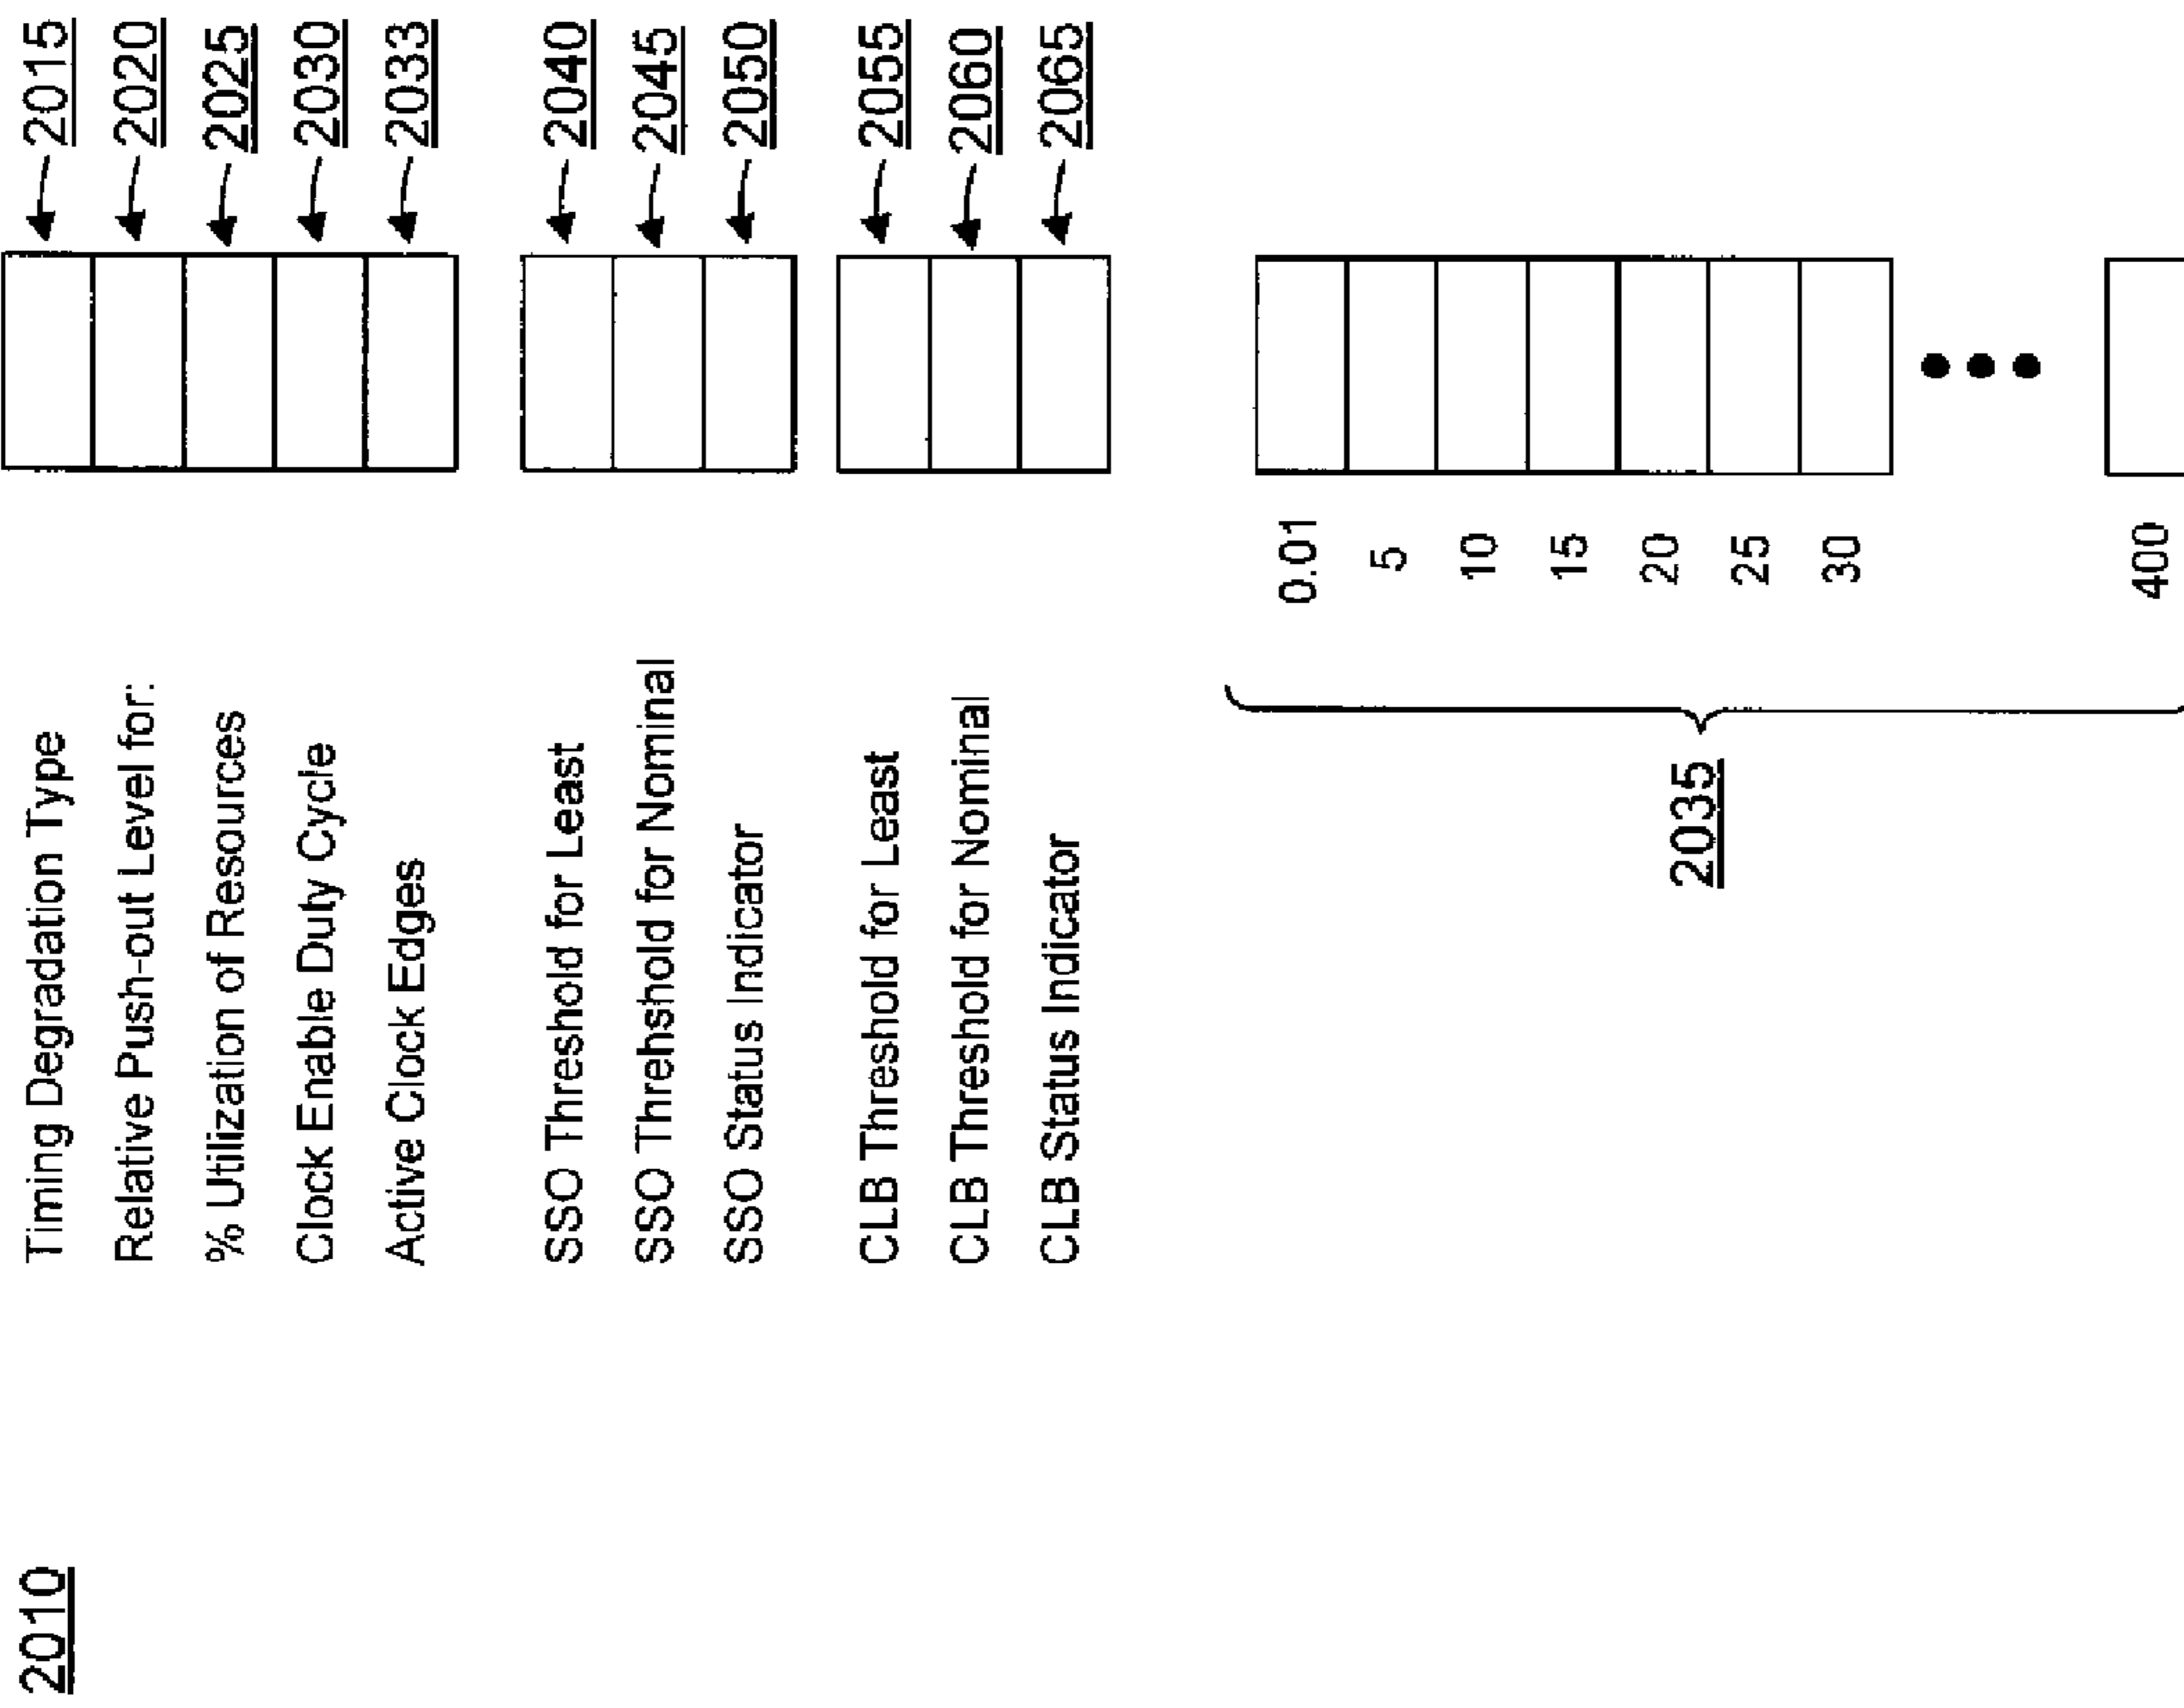 2010
Timing Degradation Type 2015
Relative Push-out Level for: 2020
% Utilization of Resources 2025
Clock Enable Duty Cycle 2030
Active Clock Edges 2033
SSO Threshold for Least 2040
SSO Threhshold for Nominal 2045
SSO Status Indicator 2050
CLB Threshold for Least 2055
CLB Threshold for Nominal 2060
CLB Status Indicator 2065
2035
0.01
5
10
15
20
25
30
400